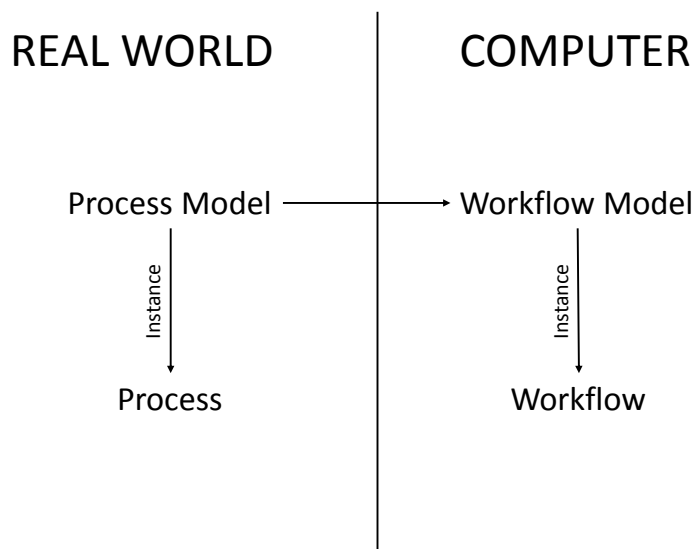 REAL WORLD
COMPUTER
Process Model
Workflow Model
Instance
Instance
Process
Workflow